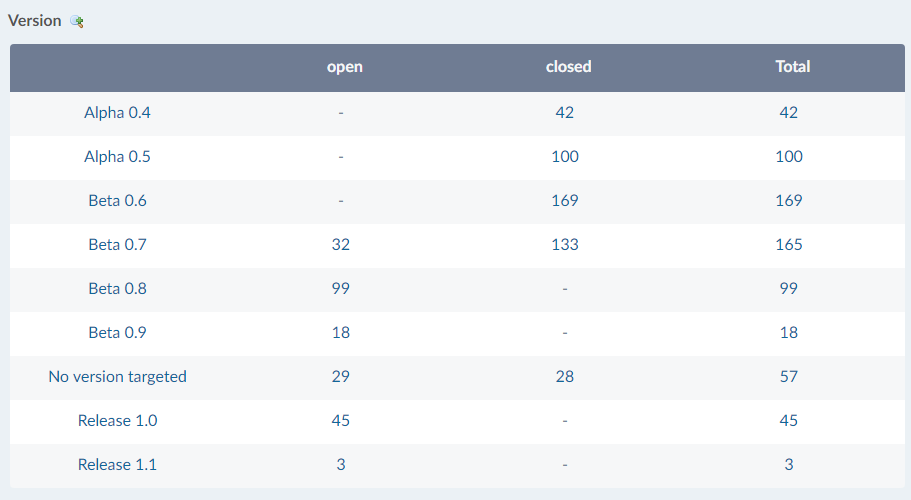 Version
open closed Total
Alpha 0.4 - 42 42
Alpha 0.5 - 100 100
Beta 0.6 - 169 169
Beta 0.7 32 133 165
Beta 0.8 99 - 99
Beta 0.9 18 - 18
No version targeted 29 28 57
Release 1.0 45 - 45
Release 1.1 3 - 3